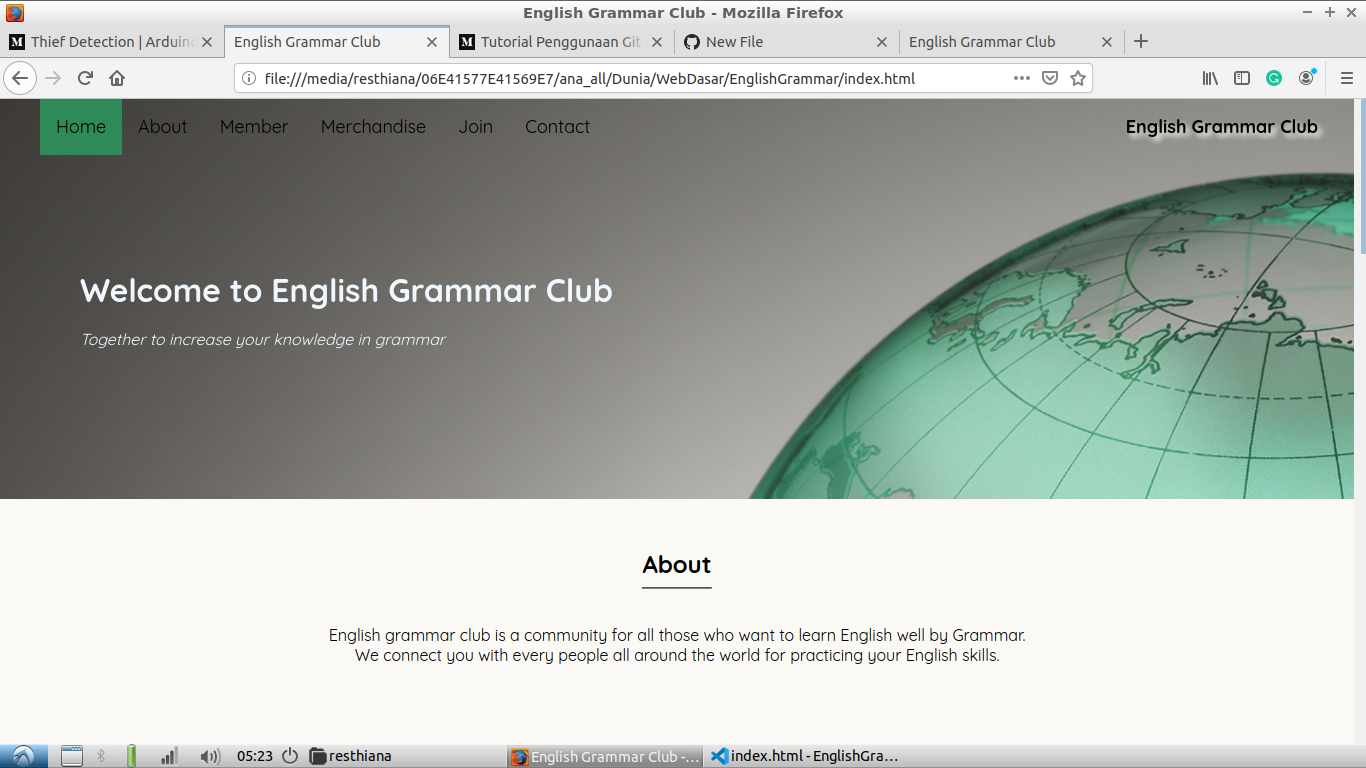 English Grammar Club - Mozilla Firefox
Thief Detection | Arduin
English Grammar Club
Tutorial Penggunaan Git
New File
English Grammar Club
file:///media/resthiana/06E41577E41569E7/ana_all/Dunia/WebDasar/EnglishGrammar/index.html
Home About Member Merchandise Join Contact English Grammar Club
Welcome to English Grammar Club
Together to increase your knowledge in grammar
About
English grammar club is a community for all those who want to learn English well by Grammar.
We connect you with every people all around the world for practicing your English skills.
05:23 resthiana English Grammar Club -... index.html - EnglishGra...